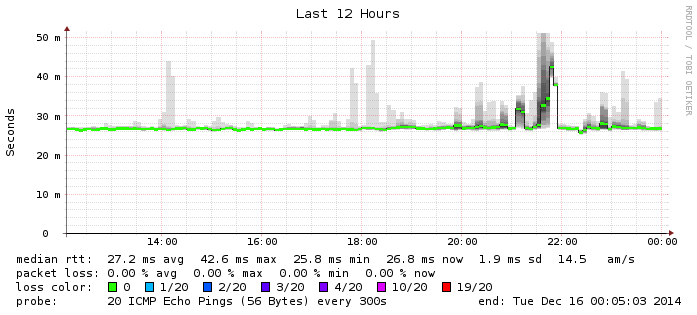 Last 12 Hours
RRDTOOL / TOBI OETIKER
Seconds
50 m
40 m
30 m
20 m
10 m
0
14:00 16:00 18:00 20:00 22:00 00:00
median rtt: 27.2 ms avg 42.6 ms max 25.8 ms min 26.8 ms now 1.9 ms sd 14.5 am/s
packet loss: 0.00 % avg 0.00 % max 0.00 % min 0.00 % now
loss color: 0 1/20 2/20 3/20 4/20 10/20 19/20
probe: 20 ICMP Echo Pings (56 Bytes) every 300s end: Tue Dec 16 00:05:03 2014